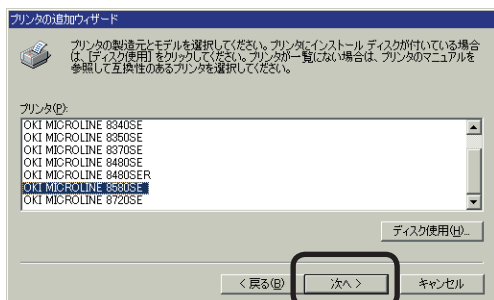 プリンタの追加ウィザード
プリンタの製造元とモデルを選択してください。プリンタにインストール ディスクが付いている場合
は、[ディスク使用] をクリックしてください。プリンタが一覧にない場合は、プリンタのマニュアルを
参照して互換性のあるプリンタを選択してください。
プリンタ(P):
OKI MICROLINE 8340SE
OKI MICROLINE 8350SE
OKI MICROLINE 8370SE
OKI MICROLINE 8480SE
OKI MICROLINE 8480SER
OKI MICROLINE 8580SE
OKI MICROLINE 8720SE
ディスク使用(H)...
< 戻る(B)
次へ >
キャンセル